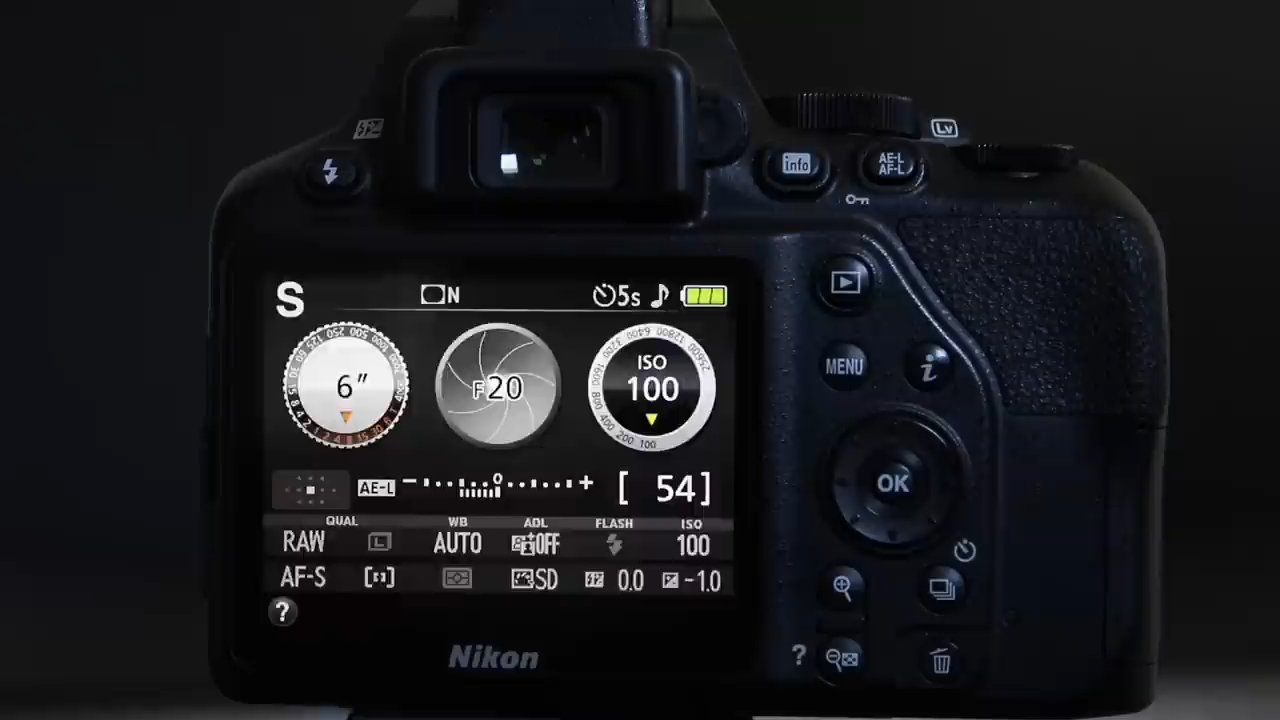 Lv
info
AE-L
AF-L
S
N
5s
MENU
i
6"
F20
ISO
100
OK
AE-L
− 0 +
[ 54]
QUAL
WB
ADL
FLASH
ISO
RAW
L
AUTO
OFF
100
AF-S
SD
0.0
-1.0
?
Nikon
?